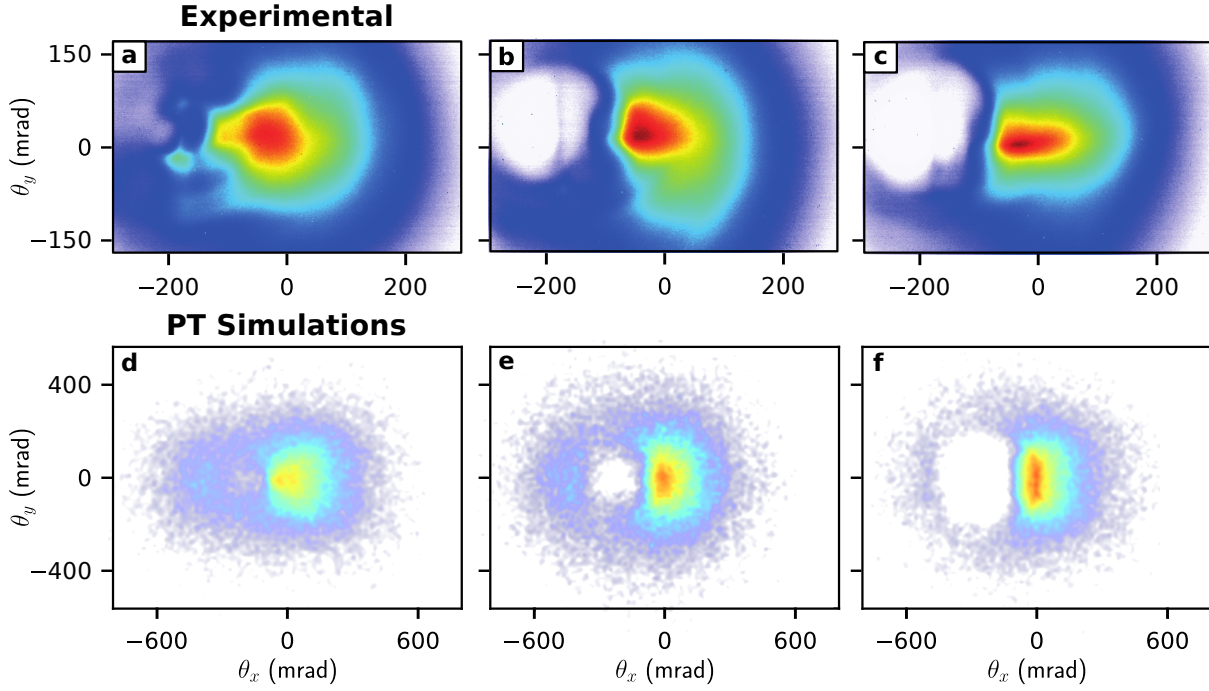 Experimental
a b c
150
0
−150
θy (mrad)
−200 0 200 −200 0 200 −200 0 200
PT Simulations
d e f
400
0
−400
θy (mrad)
−600 0 600 −600 0 600 −600 0 600
θx (mrad) θx (mrad) θx (mrad)